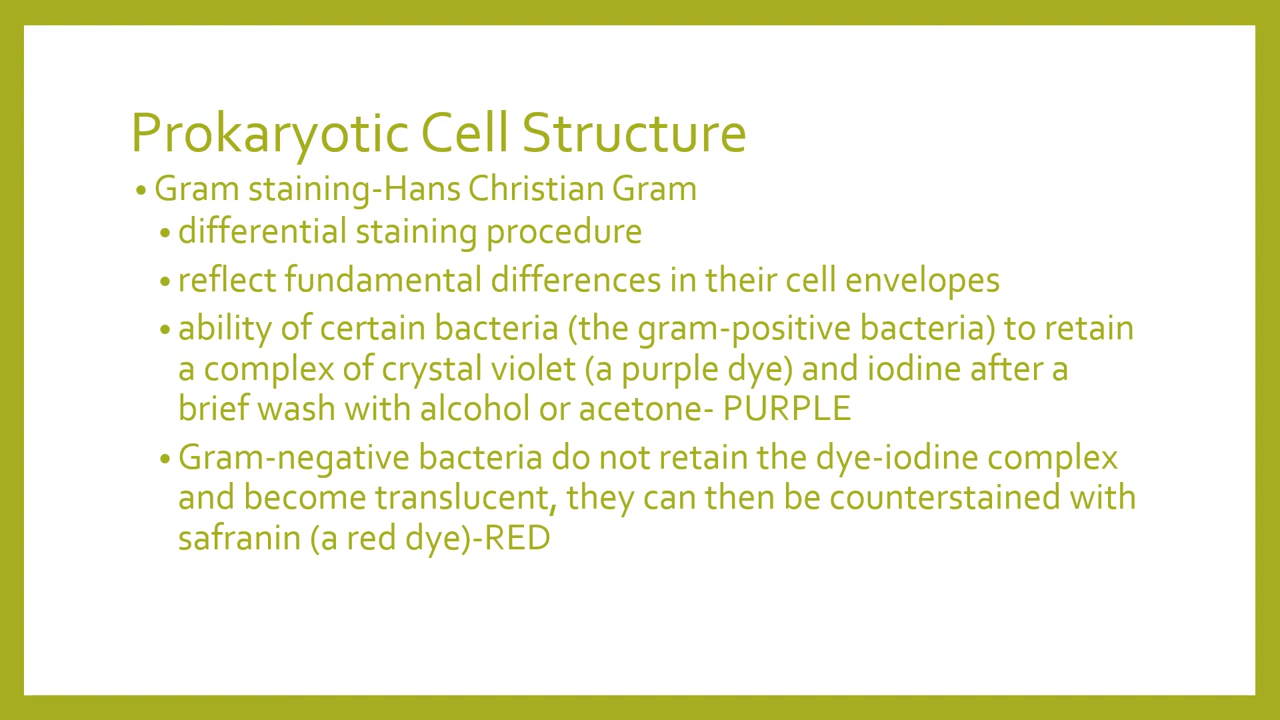 Prokaryotic Cell Structure
• Gram staining-Hans Christian Gram
• differential staining procedure
• reflect fundamental differences in their cell envelopes
• ability of certain bacteria (the gram-positive bacteria) to retain
a complex of crystal violet (a purple dye) and iodine after a
brief wash with alcohol or acetone- PURPLE
• Gram-negative bacteria do not retain the dye-iodine complex
and become translucent, they can then be counterstained with
safranin (a red dye)-RED